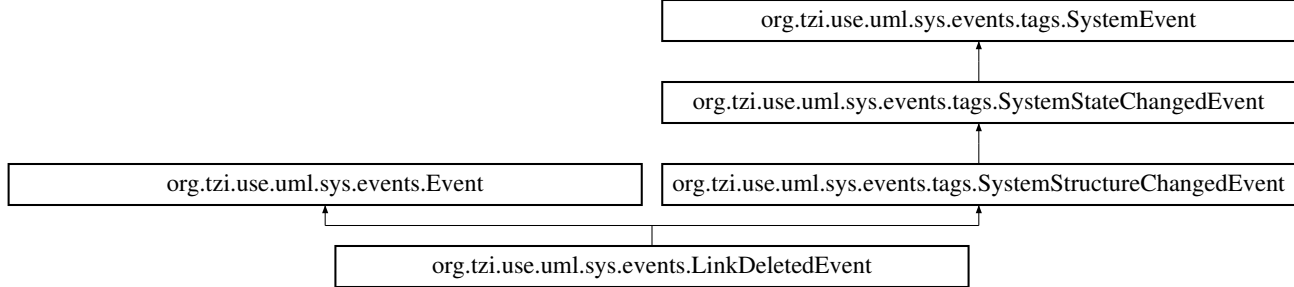 org.tzi.use.uml.sys.events.tags.SystemEvent
org.tzi.use.uml.sys.events.tags.SystemStateChangedEvent
org.tzi.use.uml.sys.events.Event
org.tzi.use.uml.sys.events.tags.SystemStructureChangedEvent
org.tzi.use.uml.sys.events.LinkDeletedEvent